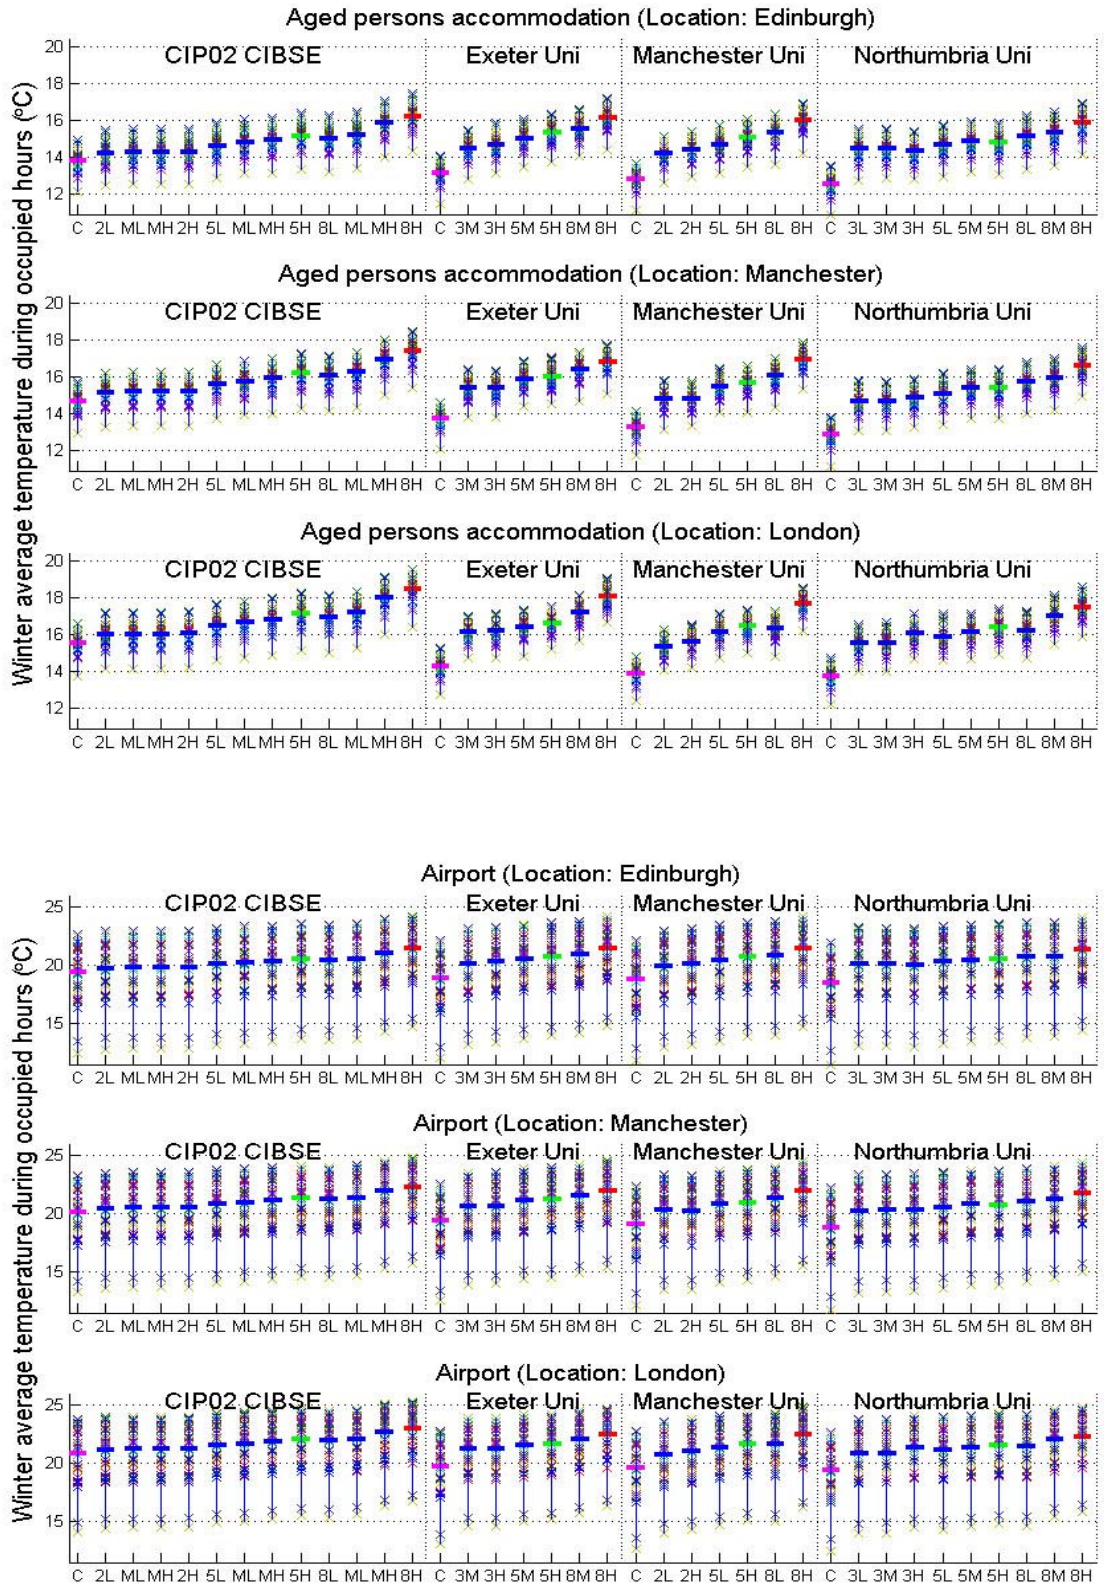 Aged persons accommodation (Location: Edinburgh)
Winter average temperature during occupied hours (ºC)
CIP02 CIBSE Exeter Uni Manchester Uni Northumbria Uni
20
18
16
14
12
C 2L ML MH 2H 5L ML MH 5H 8L ML MH 8H C 3M 3H 5M 5H 8M 8H C 2L 2H 5L 5H 8L 8H C 3L 3M 3H 5L 5M 5H 8L 8M 8H
Aged persons accommodation (Location: Manchester)
CIP02 CIBSE Exeter Uni Manchester Uni Northumbria Uni
20
18
16
14
12
C 2L ML MH 2H 5L ML MH 5H 8L ML MH 8H C 3M 3H 5M 5H 8M 8H C 2L 2H 5L 5H 8L 8H C 3L 3M 3H 5L 5M 5H 8L 8M 8H
Aged persons accommodation (Location: London)
CIP02 CIBSE Exeter Uni Manchester Uni Northumbria Uni
20
18
16
14
12
C 2L ML MH 2H 5L ML MH 5H 8L ML MH 8H C 3M 3H 5M 5H 8M 8H C 2L 2H 5L 5H 8L 8H C 3L 3M 3H 5L 5M 5H 8L 8M 8H
Airport (Location: Edinburgh)
Winter average temperature during occupied hours (ºC)
CIP02 CIBSE Exeter Uni Manchester Uni Northumbria Uni
25
20
15
C 2L ML MH 2H 5L ML MH 5H 8L ML MH 8H C 3M 3H 5M 5H 8M 8H C 2L 2H 5L 5H 8L 8H C 3L 3M 3H 5L 5M 5H 8L 8M 8H
Airport (Location: Manchester)
CIP02 CIBSE Exeter Uni Manchester Uni Northumbria Uni
25
20
15
C 2L ML MH 2H 5L ML MH 5H 8L ML MH 8H C 3M 3H 5M 5H 8M 8H C 2L 2H 5L 5H 8L 8H C 3L 3M 3H 5L 5M 5H 8L 8M 8H
Airport (Location: London)
CIP02 CIBSE Exeter Uni Manchester Uni Northumbria Uni
25
20
15
C 2L ML MH 2H 5L ML MH 5H 8L ML MH 8H C 3M 3H 5M 5H 8M 8H C 2L 2H 5L 5H 8L 8H C 3L 3M 3H 5L 5M 5H 8L 8M 8H